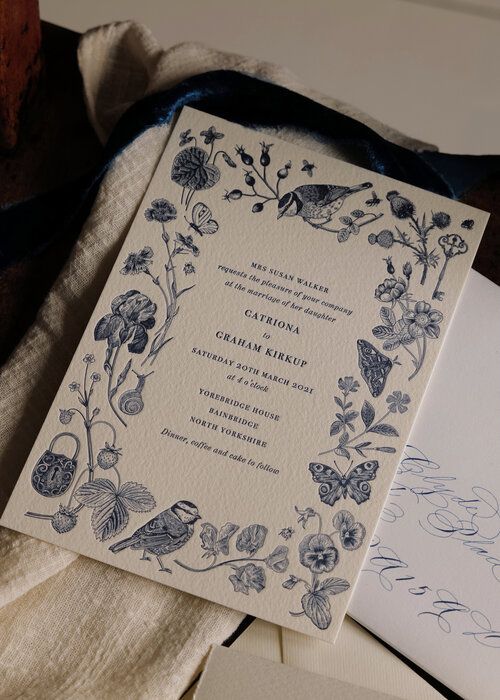 MRS SUSAN WALKER
requests the pleasure of your company
at the marriage of her daughter
CATRIONA
to
GRAHAM KIRKUP
SATURDAY 20TH MARCH 2021
at 4 o'clock
YOREBRIDGE HOUSE
BAINBRIDGE
NORTH YORKSHIRE
Dinner, coffee and cake to follow